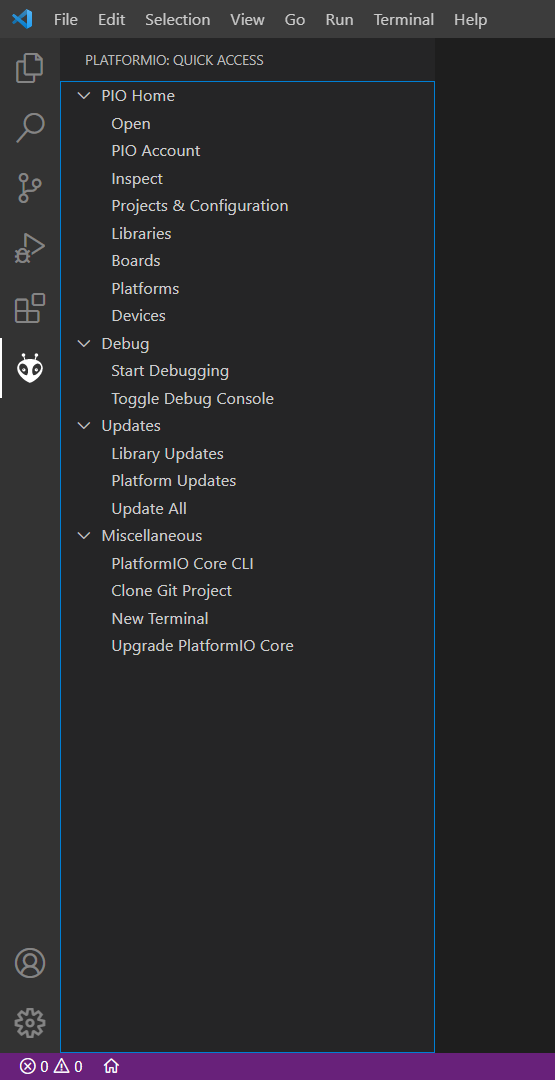 File Edit Selection View Go Run Terminal Help
PLATFORMIO: QUICK ACCESS
PIO Home
Open
PIO Account
Inspect
Projects & Configuration
Libraries
Boards
Platforms
Devices
Debug
Start Debugging
Toggle Debug Console
Updates
Library Updates
Platform Updates
Update All
Miscellaneous
PlatformIO Core CLI
Clone Git Project
New Terminal
Upgrade PlatformIO Core
0 0